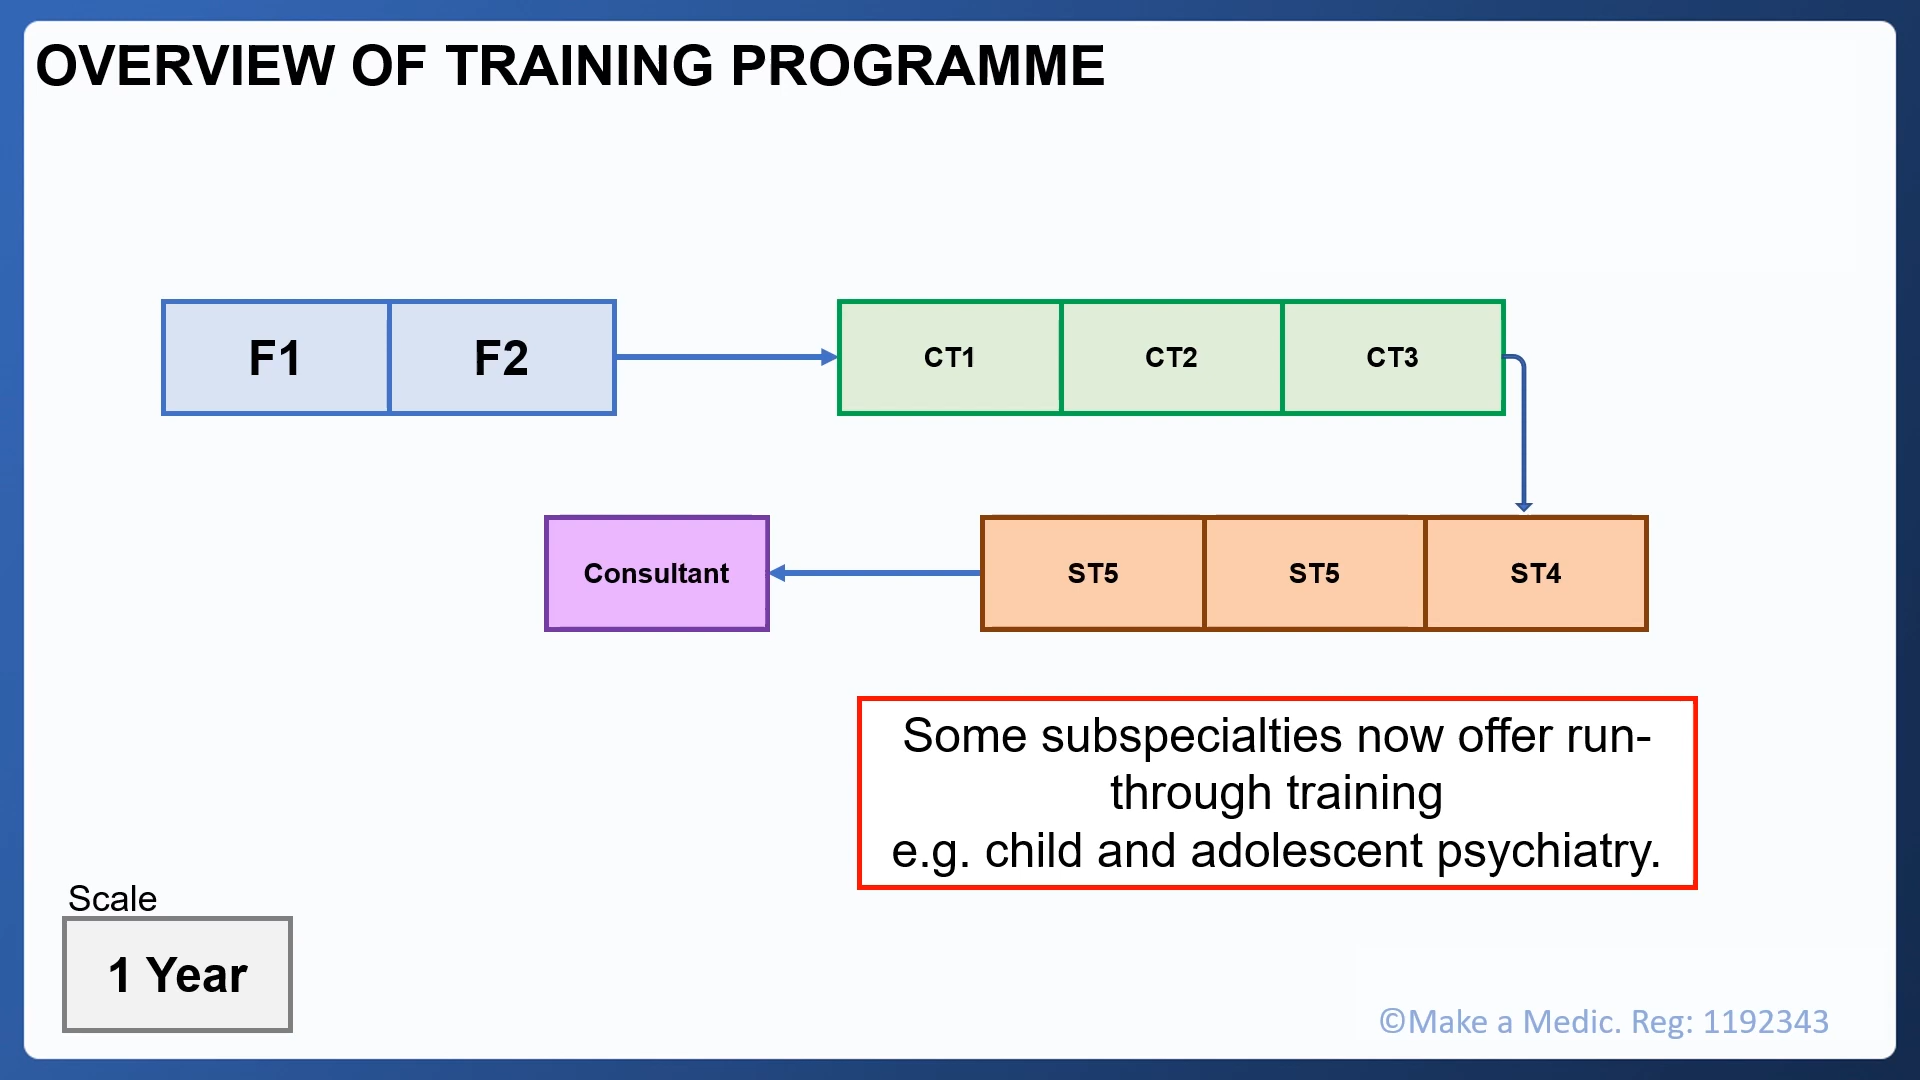 OVERVIEW OF TRAINING PROGRAMME
F1
F2
CT1
CT2
CT3
Consultant
ST5
ST5
ST4
Some subspecialties now offer run-
through training
e.g. child and adolescent psychiatry.
Scale
1 Year
©Make a Medic. Reg: 1192343